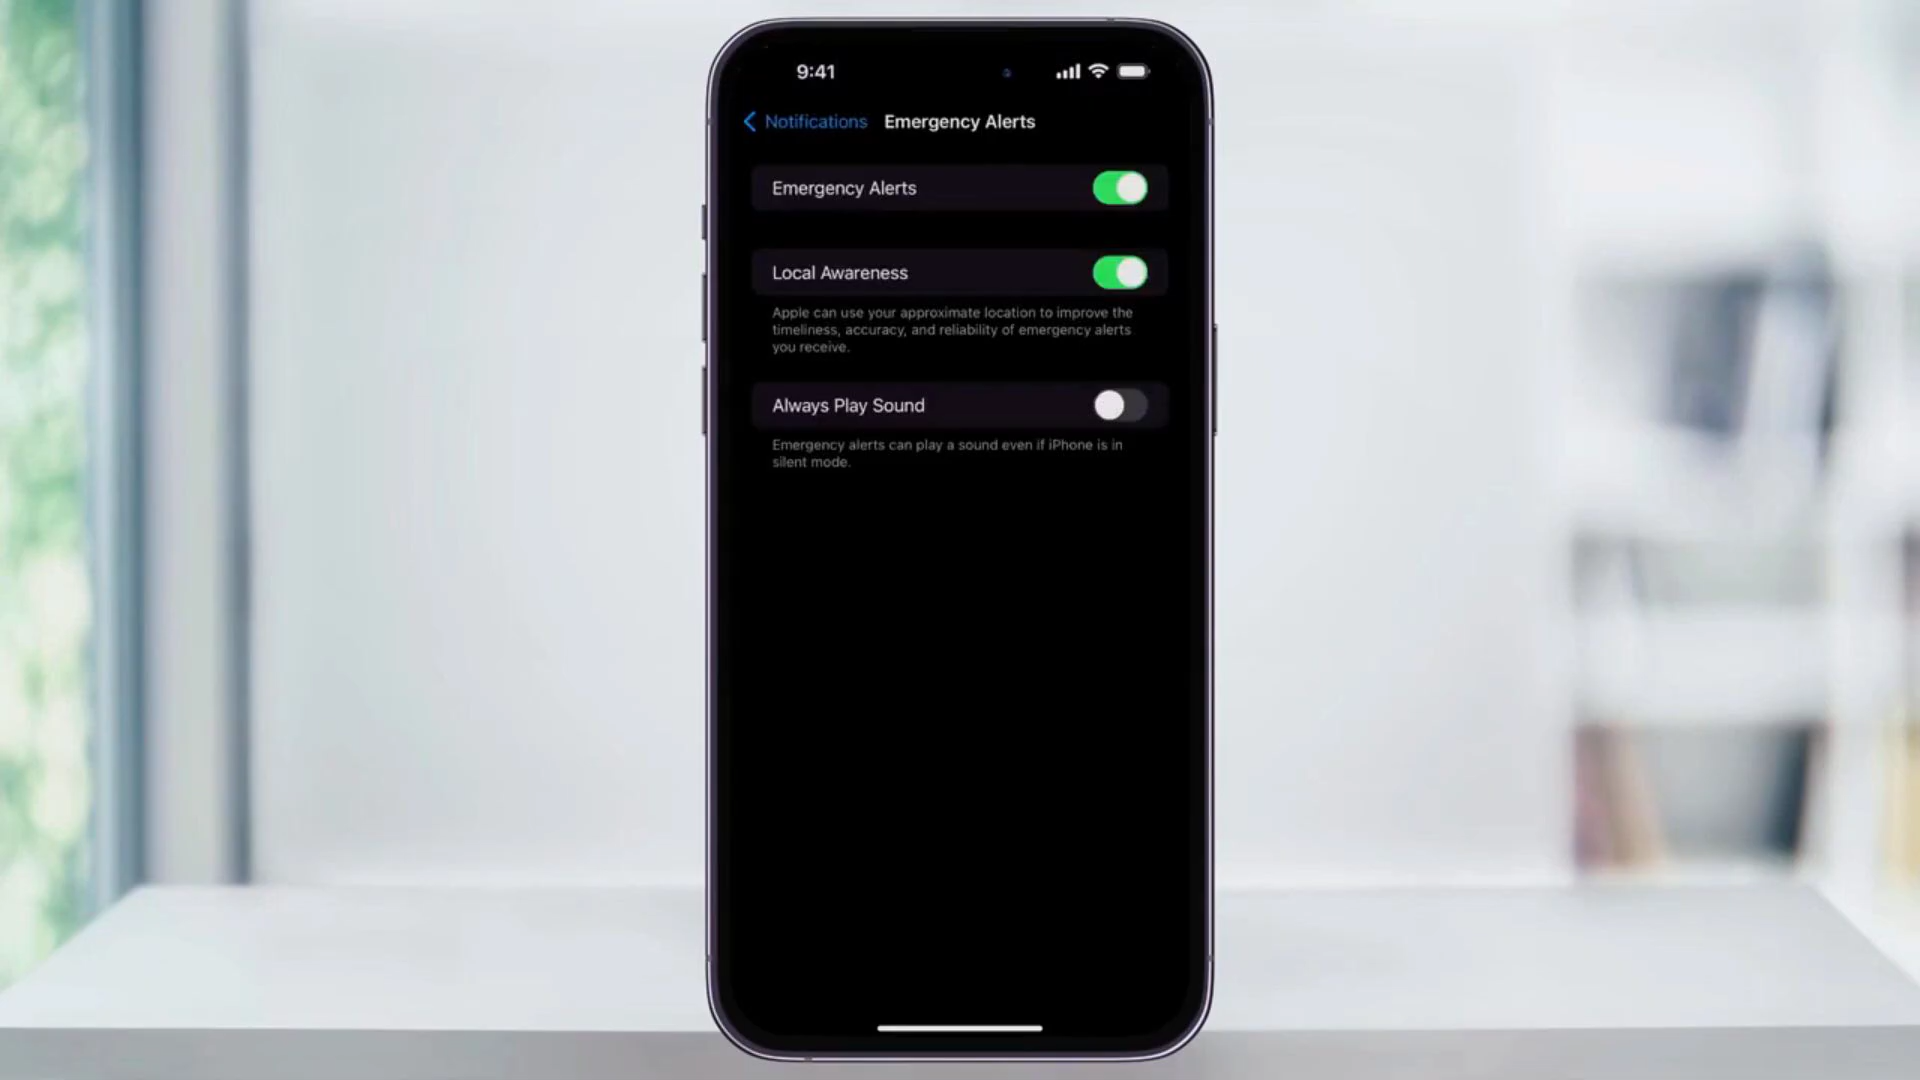 9:41
Notifications Emergency Alerts
Emergency Alerts
Local Awareness
Apple can use your approximate location to improve the
timeliness, accuracy, and reliability of emergency alerts
you receive.
Always Play Sound
Emergency alerts can play a sound even if iPhone is in
silent mode.